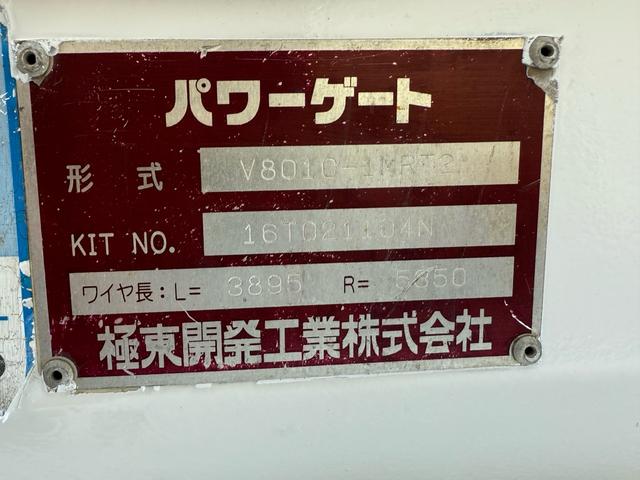 パワーゲート
形式 V8010-1MRT2
KIT NO. 16T021104N
ワイヤ長:L= 3895 R= 5850
極東開発工業株式会社